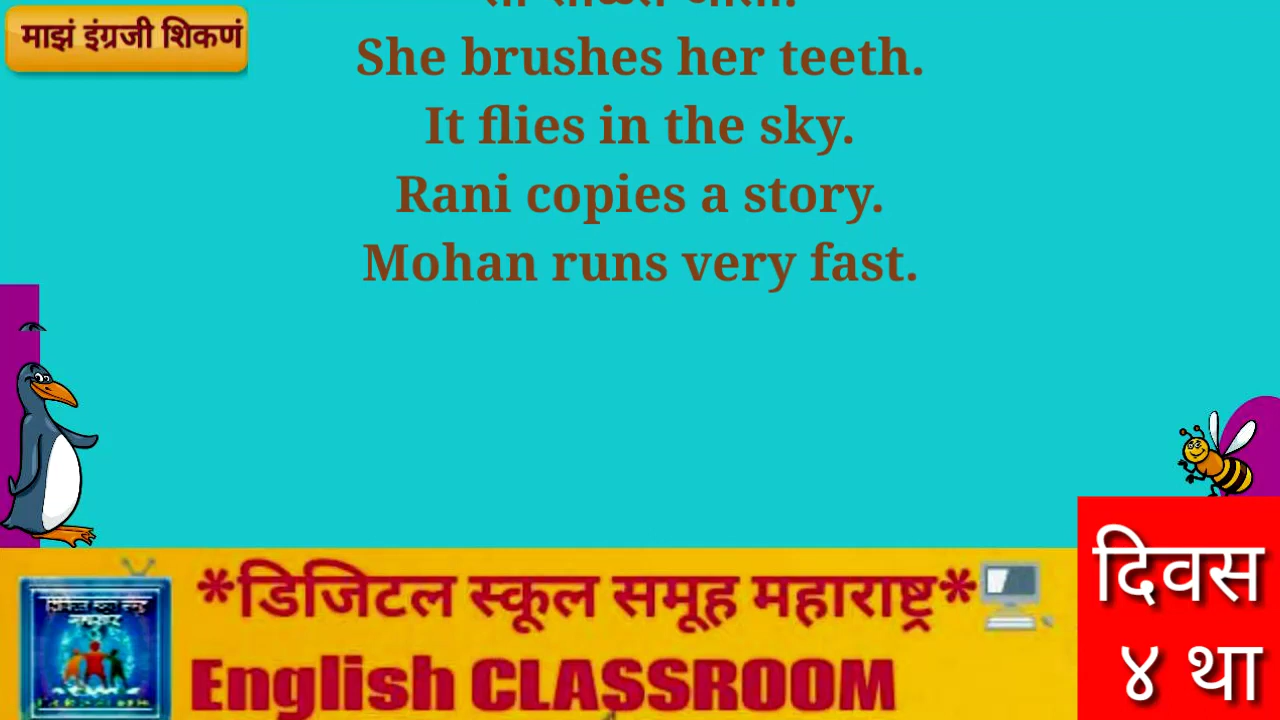 माझं इंग्रजी शिकणं
She brushes her teeth.
It flies in the sky.
Rani copies a story.
Mohan runs very fast.
*डिजिटल स्कूल समूह महाराष्ट्र*
English CLASSROOM
दिवस
४ था